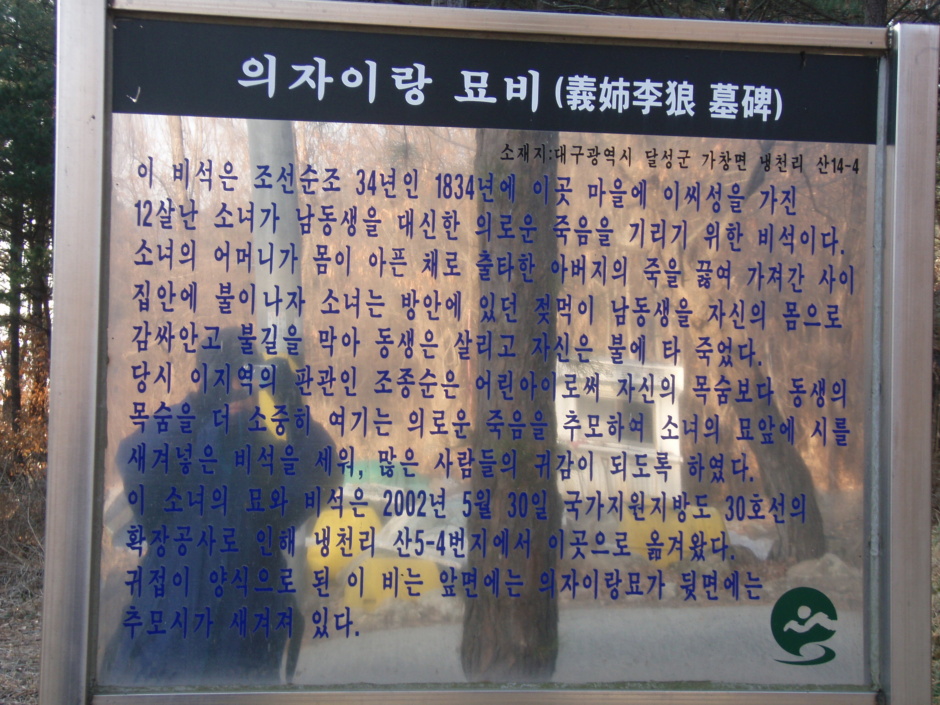 의자이랑 묘비 (義姉李狼 墓碑)
소재지:대구광역시 달성군 가창면 냉천리 산14-4
이 비석은 조선순조 34년인 1834년에 이곳 마을에 이씨성을 가진
12살난 소녀가 남동생을 대신한 의로운 죽음을 기리기 위한 비석이다.
소녀의 어머니가 몸이 아픈 채로 출타한 아버지의 죽을 끓여 가져간 사이
집안에 불이나자 소녀는 방안에 있던 젖먹이 남동생을 자신의 몸으로
감싸안고 불길을 막아 동생은 살리고 자신은 불에 타 죽었다.
당시 이지역의 판관인 조종순은 어린아이로써 자신의 목숨보다 동생의
목숨을 더 소중히 여기는 의로운 죽음을 추모하여 소녀의 묘앞에 시를
새겨넣은 비석을 세워, 많은 사람들의 귀감이 되도록 하였다.
이 소녀의 묘와 비석은 2002년 5월 30일 국가지원지방도 30호선의
확장공사로 인해 냉천리 산5-4번지에서 이곳으로 옮겨왔다.
귀접이 양식으로 된 이 비는 앞면에는 의자이랑묘가 뒷면에는
추모시가 새겨져 있다.